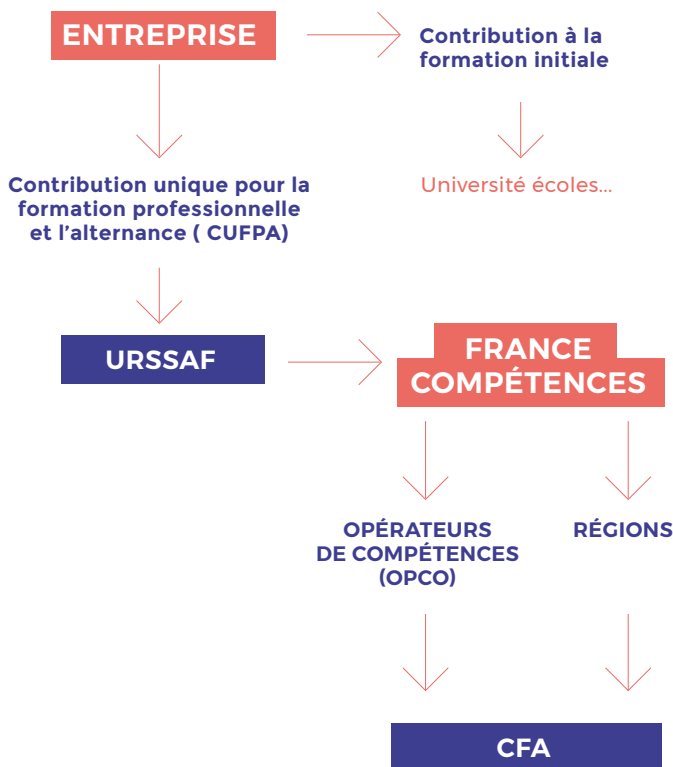 ENTREPRISE
Contribution à la
formation initiale
Contribution unique pour la
formation professionnelle
et l’alternance ( CUFPA)
Université écoles...
URSSAF
FRANCE
COMPÉTENCES
OPÉRATEURS
DE COMPÉTENCES
(OPCO)
RÉGIONS
CFA